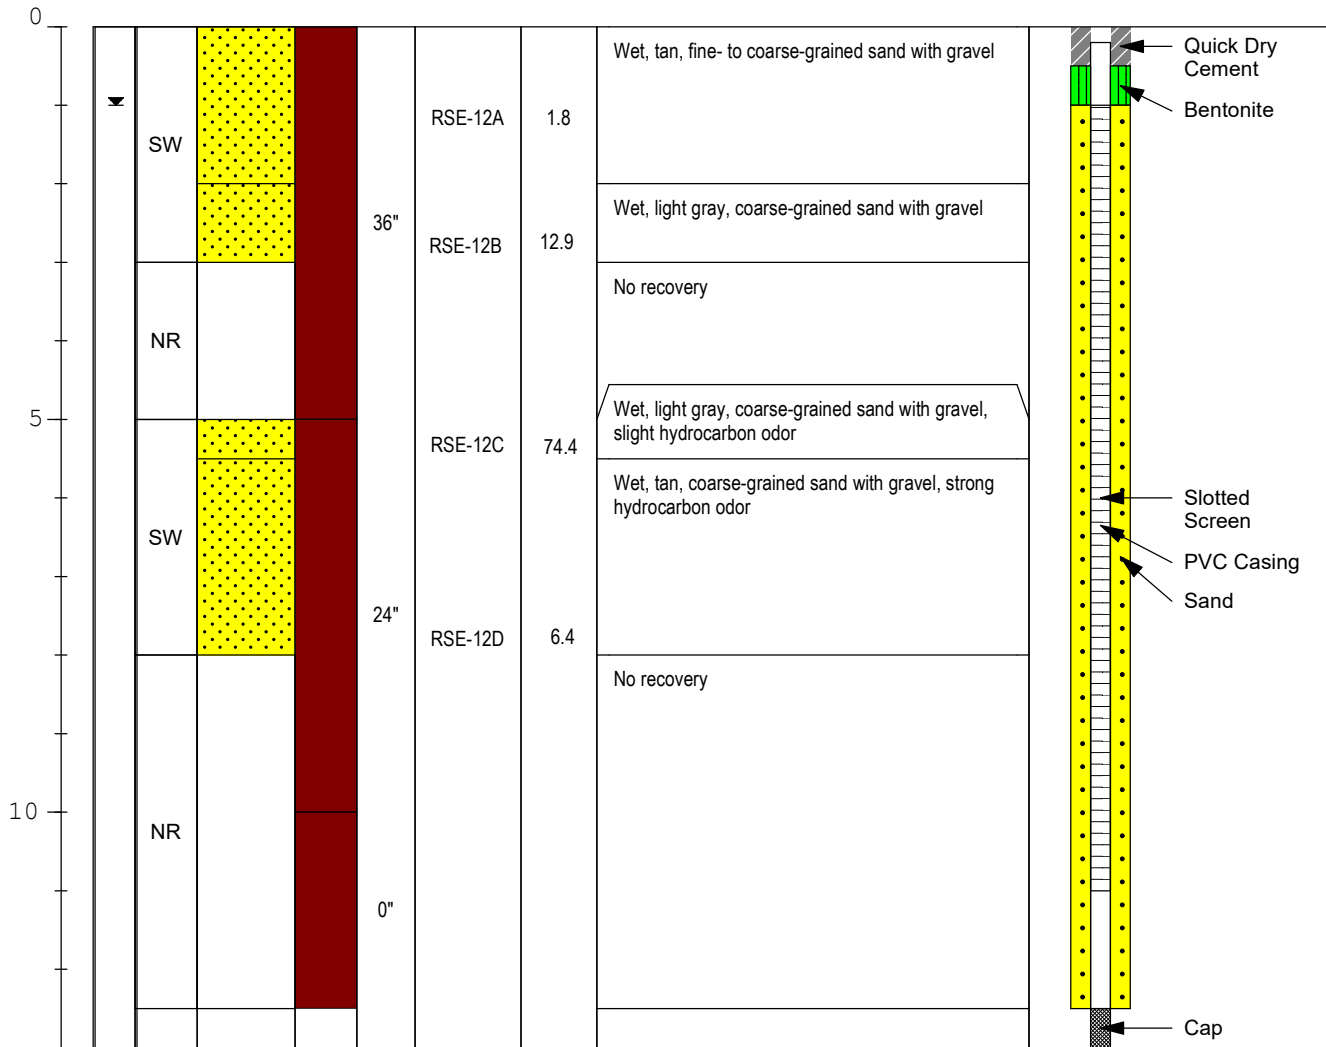 0
Wet, tan, fine- to coarse-grained sand with gravel
Quick Dry
Cement
Bentonite
RSE-12A
1.8
SW
Wet, light gray, coarse-grained sand with gravel
36"
RSE-12B
12.9
No recovery
NR
5
Wet, light gray, coarse-grained sand with gravel,
slight hydrocarbon odor
RSE-12C
74.4
Wet, tan, coarse-grained sand with gravel, strong
hydrocarbon odor
Slotted
Screen
SW
PVC Casing
Sand
24"
RSE-12D
6.4
No recovery
10
NR
0"
Cap